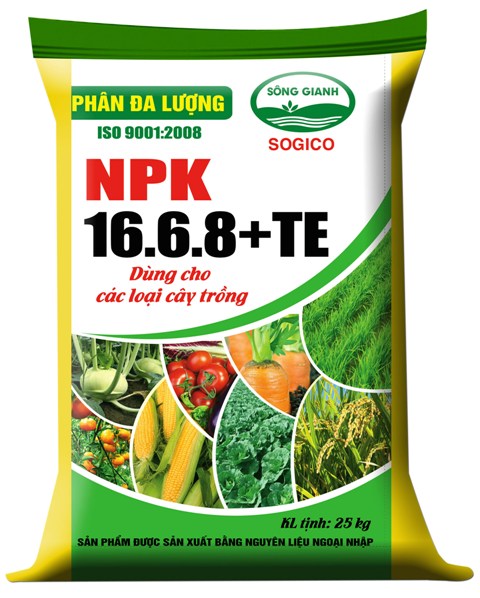 PHÂN ĐA LƯỢNG
ISO 9001:2008
SÔNG GIANH
SOGICO
NPK
16.6.8+TE
Dùng cho
các loại cây trồng
KL tịnh: 25 kg
SẢN PHẨM ĐƯỢC SẢN XUẤT BẰNG NGUYÊN LIỆU NGOẠI NHẬP